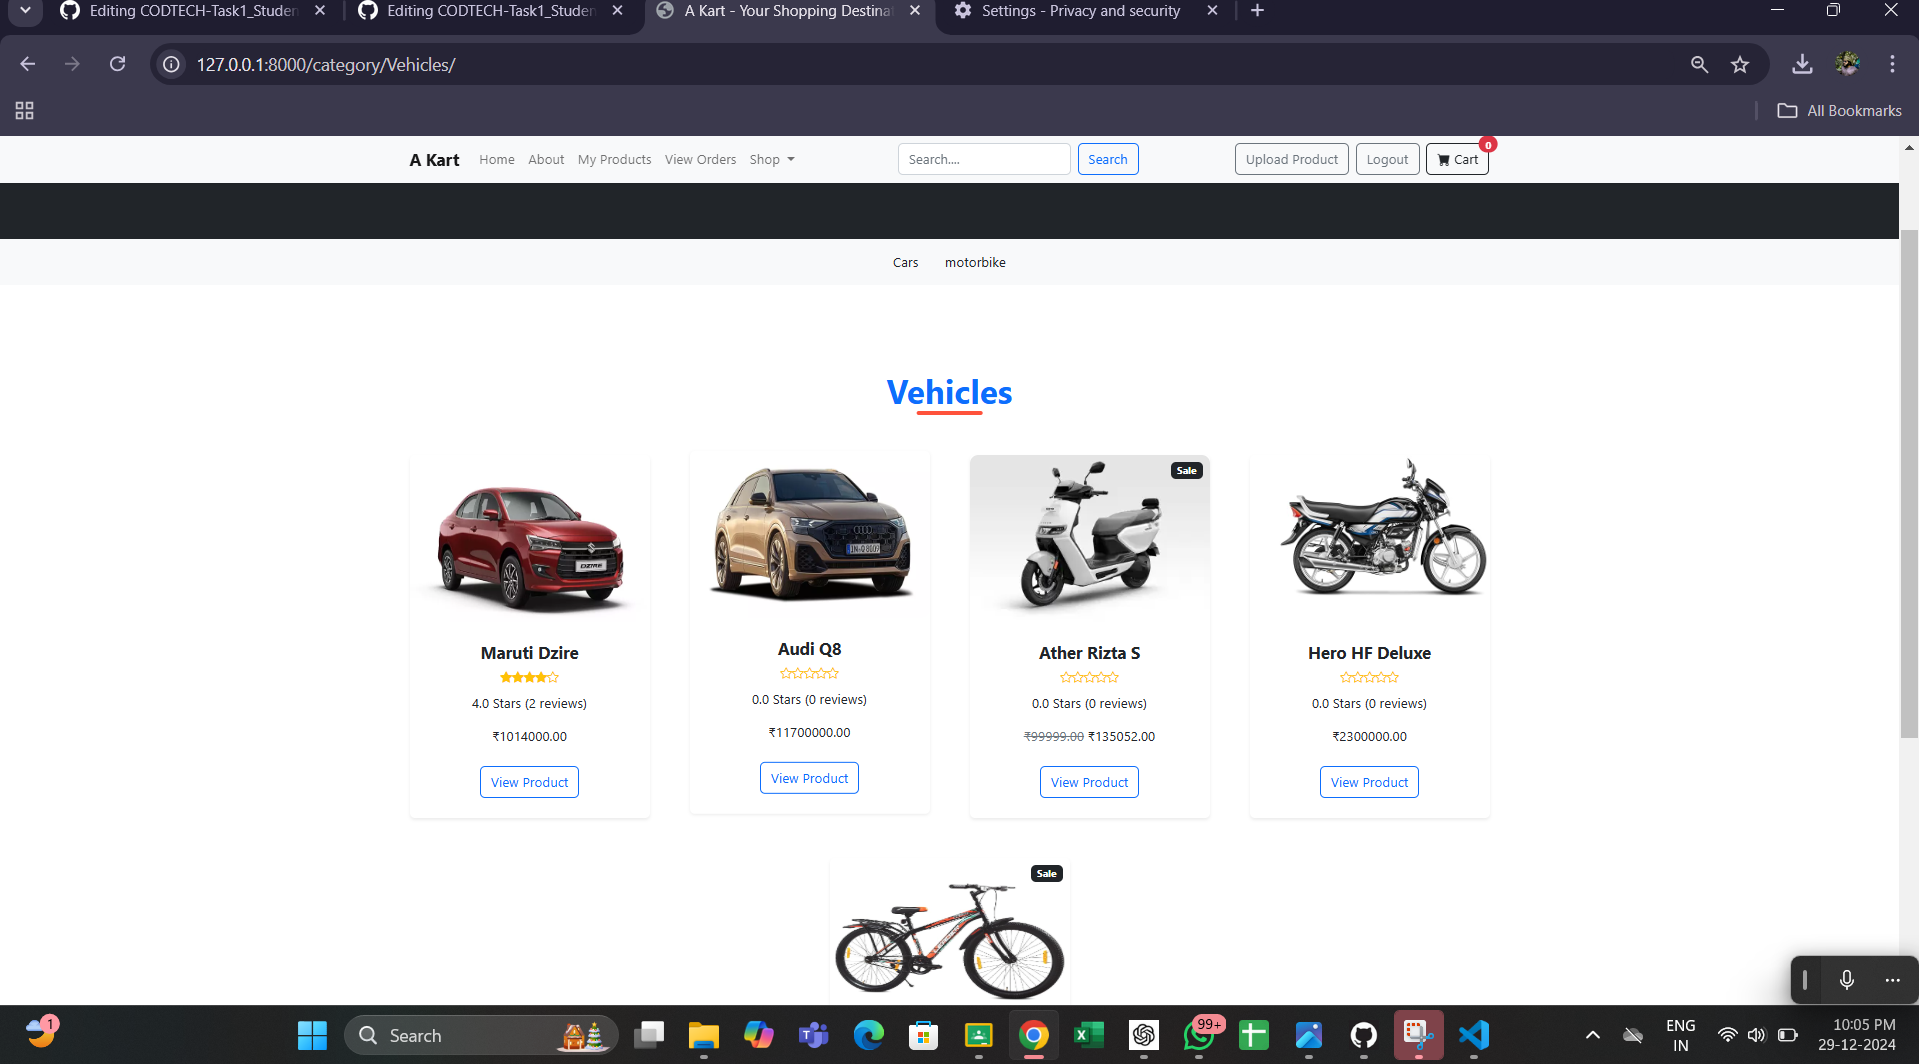 Editing CODTECH-Task1_Studen
Editing CODTECH-Task1_Studen
A Kart - Your Shopping Destinat
Settings - Privacy and security
127.0.0.1:8000/category/Vehicles/
All Bookmarks
A Kart
Home
About
My Products
View Orders
Shop
Search....
Search
Upload Product
Logout
Cart
0
Cars
motorbike
Vehicles
DZIRE
Sale
Maruti Dzire
4.0 Stars (2 reviews)
₹1014000.00
View Product
Audi Q8
0.0 Stars (0 reviews)
₹11700000.00
View Product
Ather Rizta S
0.0 Stars (0 reviews)
₹99999.00 ₹135052.00
View Product
Hero HF Deluxe
0.0 Stars (0 reviews)
₹2300000.00
View Product
Sale
1
Search
99+
ENG
IN
10:05 PM
29-12-2024